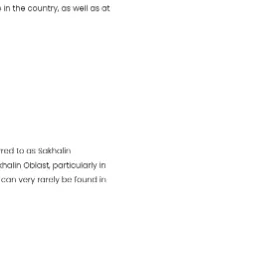 in the country, as well as at
red to as Sakhalin
halin Oblast, particularly in
can very rarely be found in